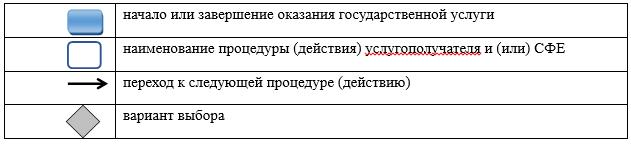 начало или завершение оказания государственной услуги
наименование процедуры (действия) услугополучателя и (или) СФЕ
переход к следующей процедуре (действию)
вариант выбора